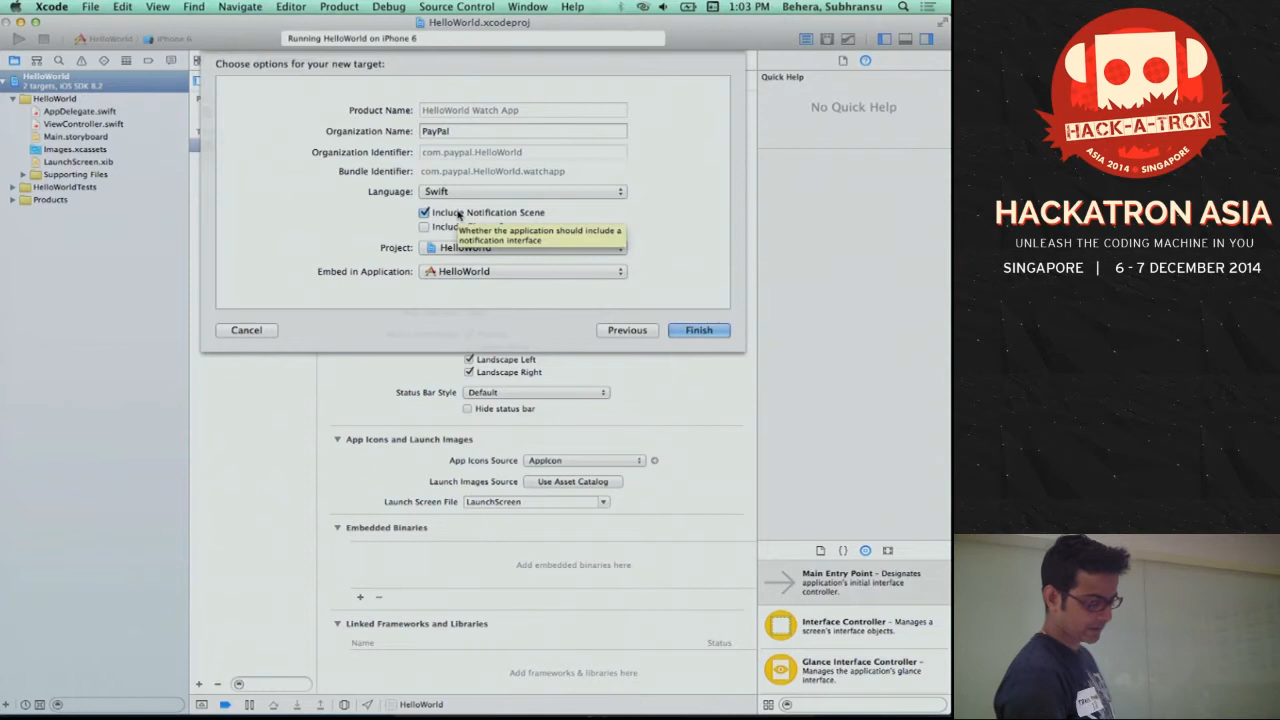 Xcode File Edit View Find Navigate Editor Product Debug Source Control Window Help 1:03 PM Behera, Subhransu
HelloWorld.xcodeproj
HelloWorld iPhone 6
Running HelloWorld on iPhone 6
HelloWorld
2 targets, iOS SDK 8.2
HelloWorld
AppDelegate.swift
ViewController.swift
Main.storyboard
Images.xcassets
LaunchScreen.xib
Supporting Files
HelloWorldTests
Products
Choose options for your new target:
Product Name: HelloWorld Watch App
Organization Name: PayPal
Organization Identifier: com.paypal.HelloWorld
Bundle Identifier: com.paypal.HelloWorld.watchapp
Language: Swift
Include Notification Scene
Whether the application should include a
notification interface
Project: HelloWorld
Embed in Application: HelloWorld
Cancel Previous Finish
Landscape Left
Landscape Right
Status Bar Style Default
Hide status bar
App Icons and Launch Images
App Icons Source AppIcon
Launch Images Source Use Asset Catalog
Launch Screen File LaunchScreen
Embedded Binaries
Add embedded binaries here
Linked Frameworks and Libraries
Name Status
Add frameworks & libraries here
HelloWorld
Quick Help
No Quick Help
Main Entry Point – Designates
application's initial interface
controller.
Interface Controller – Manages a
screen's interface objects.
Glance Interface Controller –
Manages the application's glance
interface.
HACK-A-TRON
ASIA 2014 SINGAPORE
HACKATRON ASIA
UNLEASH THE CODING MACHINE IN YOU
SINGAPORE | 6 - 7 DECEMBER 2014